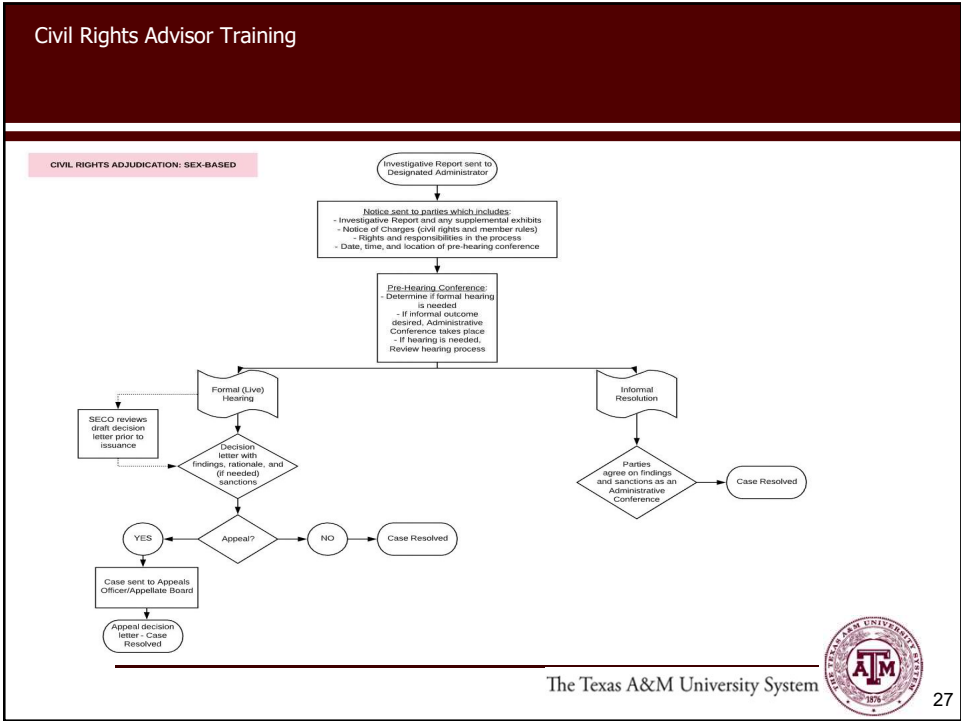 Civil Rights Advisor Training
CIVIL RIGHTS ADJUDICATION: SEX-BASED
Investigative Report sent to
Designated Administrator
Notice sent to parties which includes:
- Investigative Report and any supplemental exhibits
- Notice of Charges (civil rights and member rules)
- Rights and responsibilities in the process
- Date, time, and location of pre-hearing conference
Pre-Hearing Conference:
- Determine if formal hearing
is needed
- If informal outcome
desired, Administrative
Conference takes place
- If hearing is needed,
Review hearing process
Formal (Live)
Hearing
Informal
Resolution
SECO reviews
draft decision
letter prior to
issuance
Decision
letter with
findings, rationale, and
(if needed)
sanctions
Parties
agree on findings
and sanctions as an
Administrative
Conference
Case Resolved
YES
Appeal?
NO
Case Resolved
Case sent to Appeals
Officer/Appellate Board
Appeal decision
letter - Case
Resolved
The Texas A&M University System
THE TEXAS A&M UNIVERSITY SYSTEM
ATM
1876
27